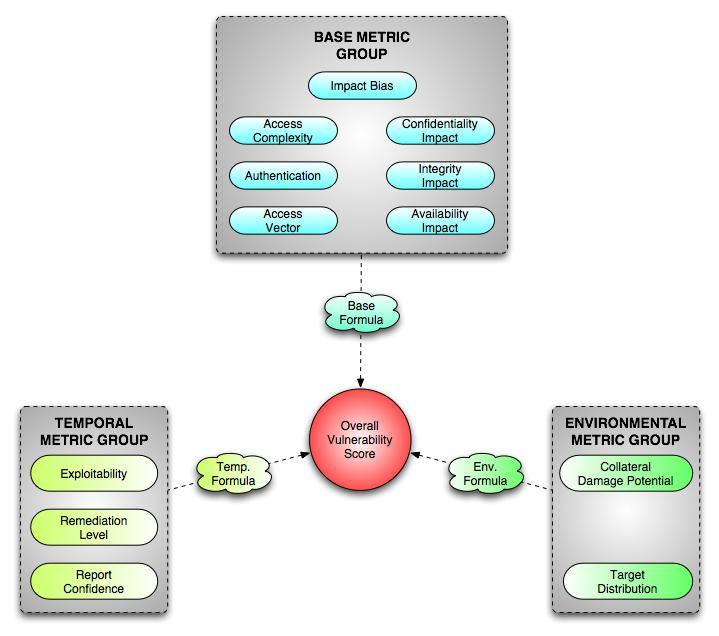 BASE METRIC
GROUP
Impact Bias
Access
Complexity
Confidentiality
Impact
Authentication
Integrity
Impact
Access
Vector
Availability
Impact
Base
Formula
Overall
Vulnerability
Score
TEMPORAL
METRIC GROUP
Exploitability
Remediation
Level
Report
Confidence
Temp.
Formula
Env.
Formula
ENVIRONMENTAL
METRIC GROUP
Collateral
Damage Potential
Target
Distribution